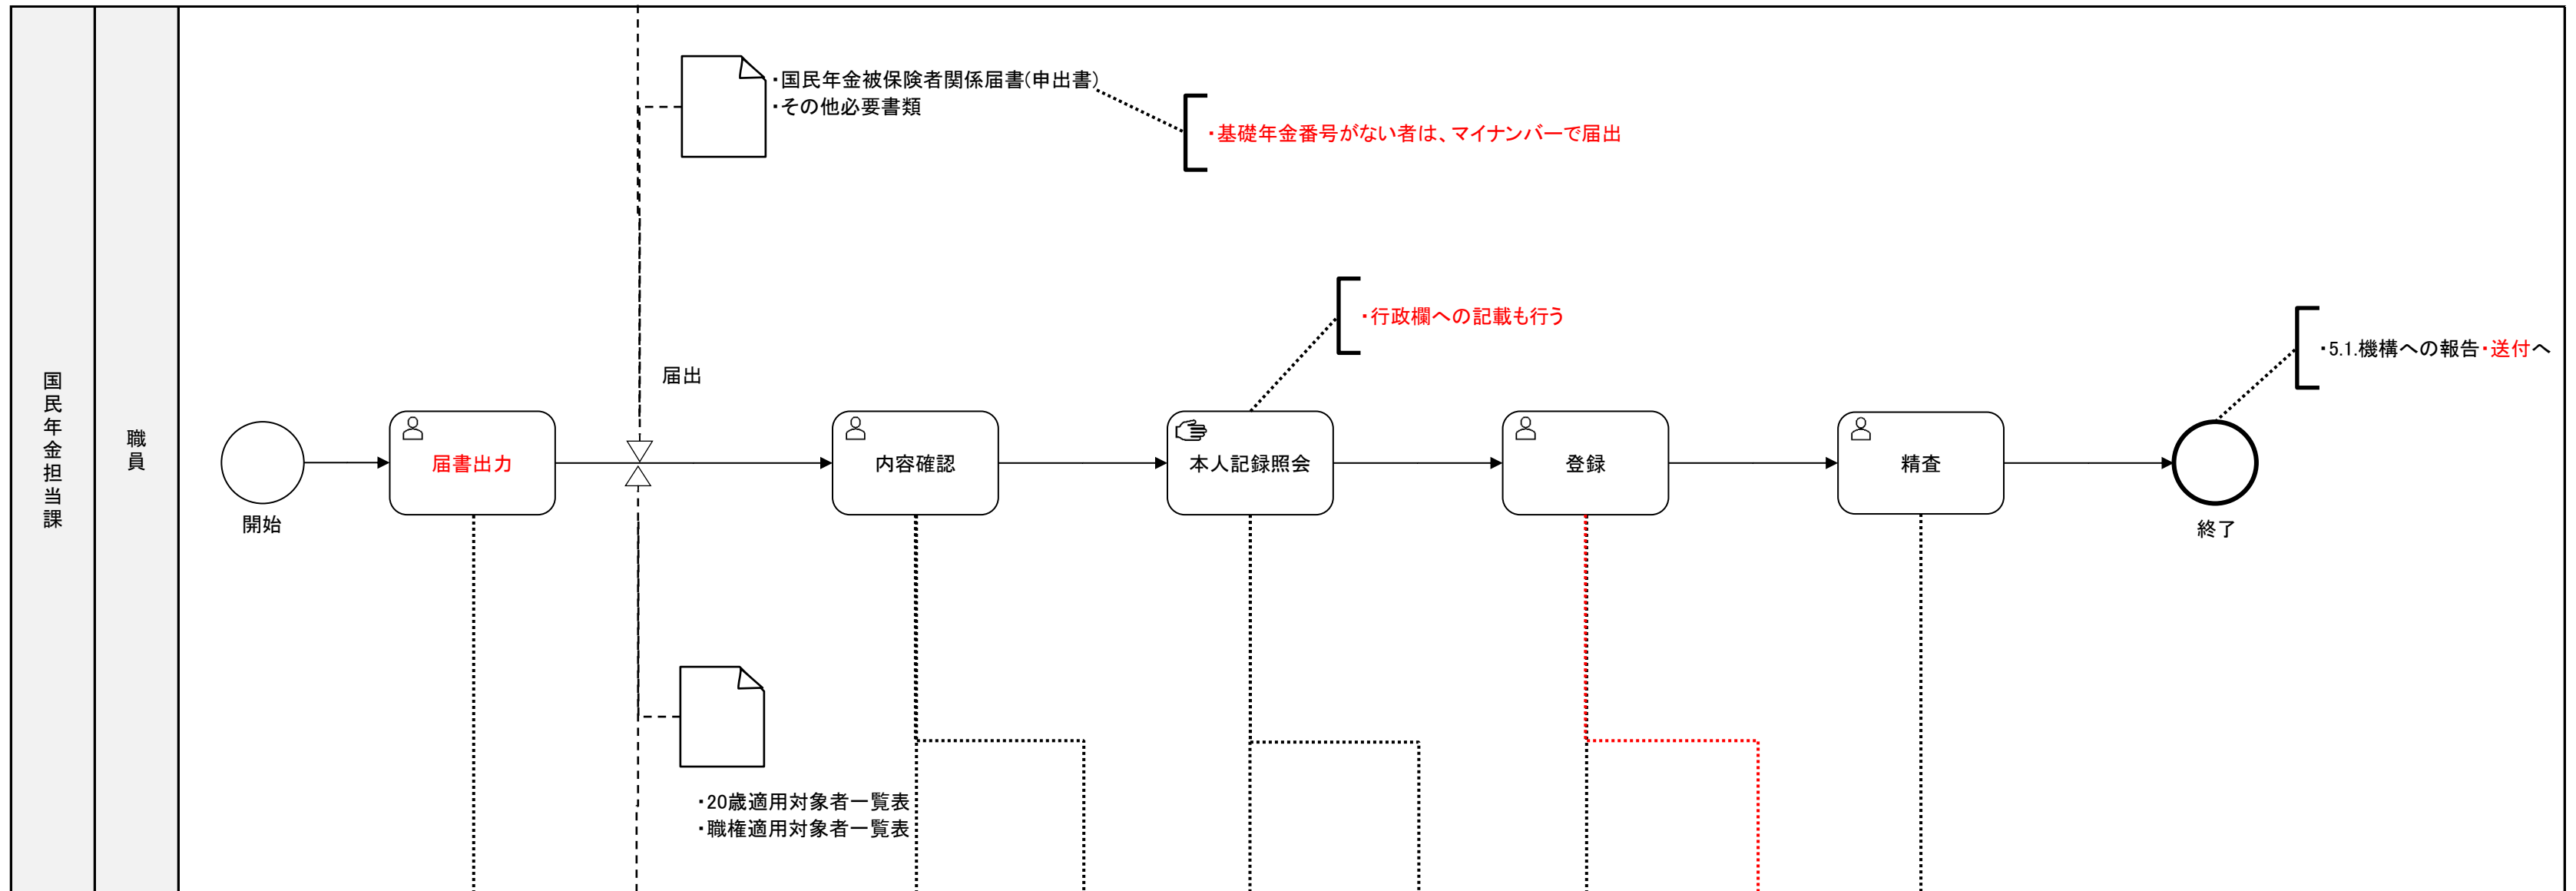 国民年金担当課
職員
・国民年金被保険者関係届書(申出書)
・その他必要書類
・基礎年金番号がない者は、マイナンバーで届出
・行政欄への記載も行う
・5.1.機構への報告・送付へ
届出
開始
届書出力
内容確認
本人記録照会
登録
精査
終了
・20歳適用対象者一覧表
・職権適用対象者一覧表